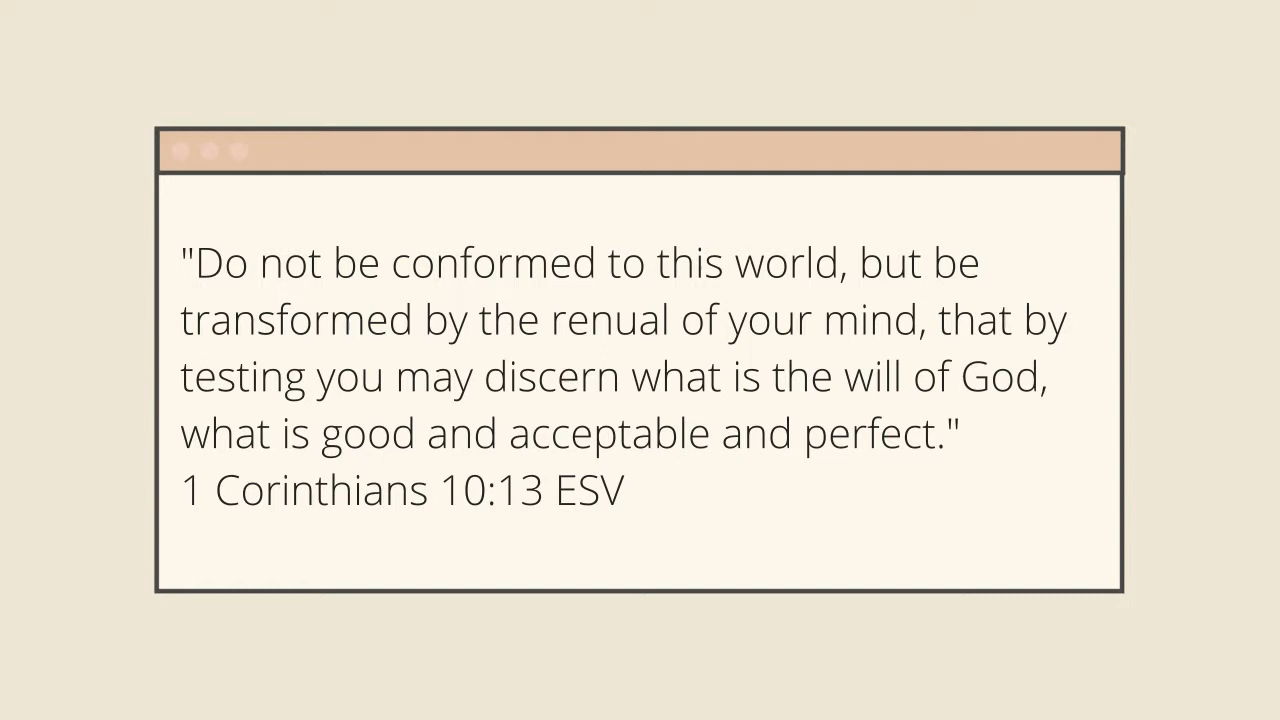 "Do not be conformed to this world, but be
transformed by the renual of your mind, that by
testing you may discern what is the will of God,
what is good and acceptable and perfect."
1 Corinthians 10:13 ESV